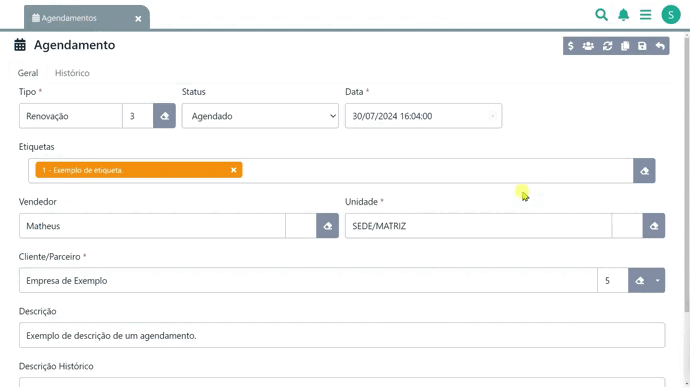 Agendamentos ×
S
Agendamento
$
Geral Histórico
Tipo * Status Data *
Renovação 3 Agendado 30/07/2024 16:04:00
Etiquetas
1 - Exemplo de etiqueta. ×
Vendedor Unidade *
Matheus SEDE/MATRIZ
Cliente/Parceiro *
Empresa de Exemplo 5
Descrição
Exemplo de descrição de um agendamento.
Descrição Histórico